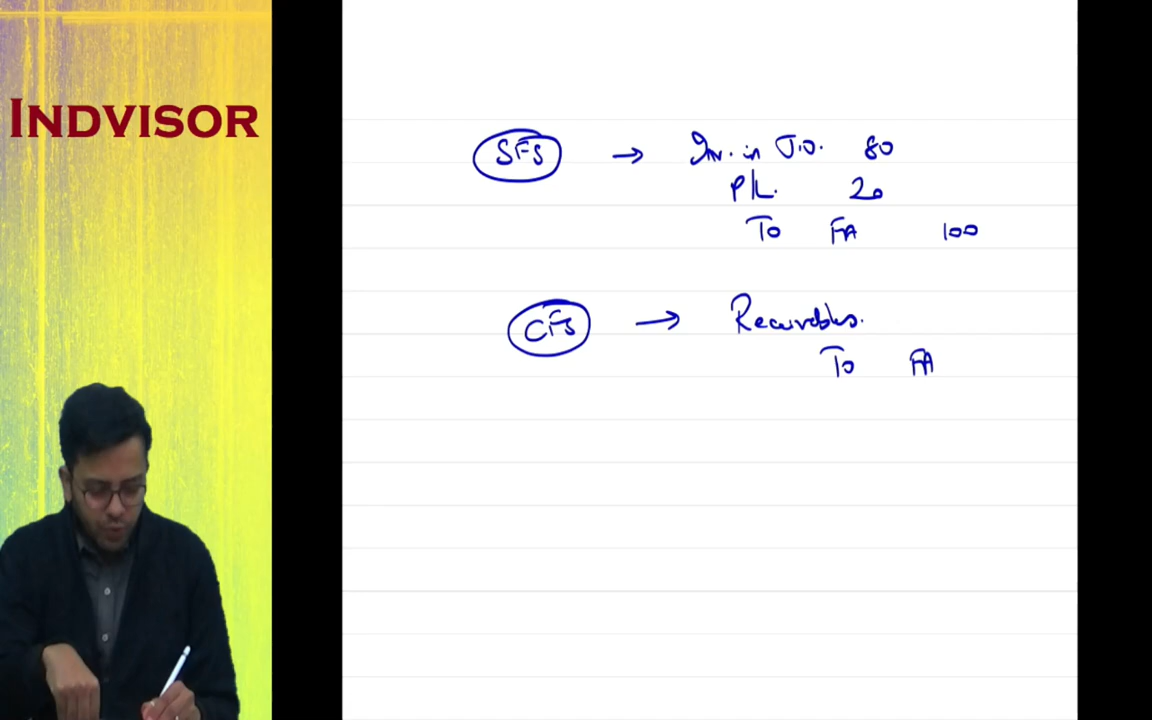 INDVISOR
SFS → Inv. in J.O. 80
P/L. 20
To FA 100
CFS → Receivables.
To FA